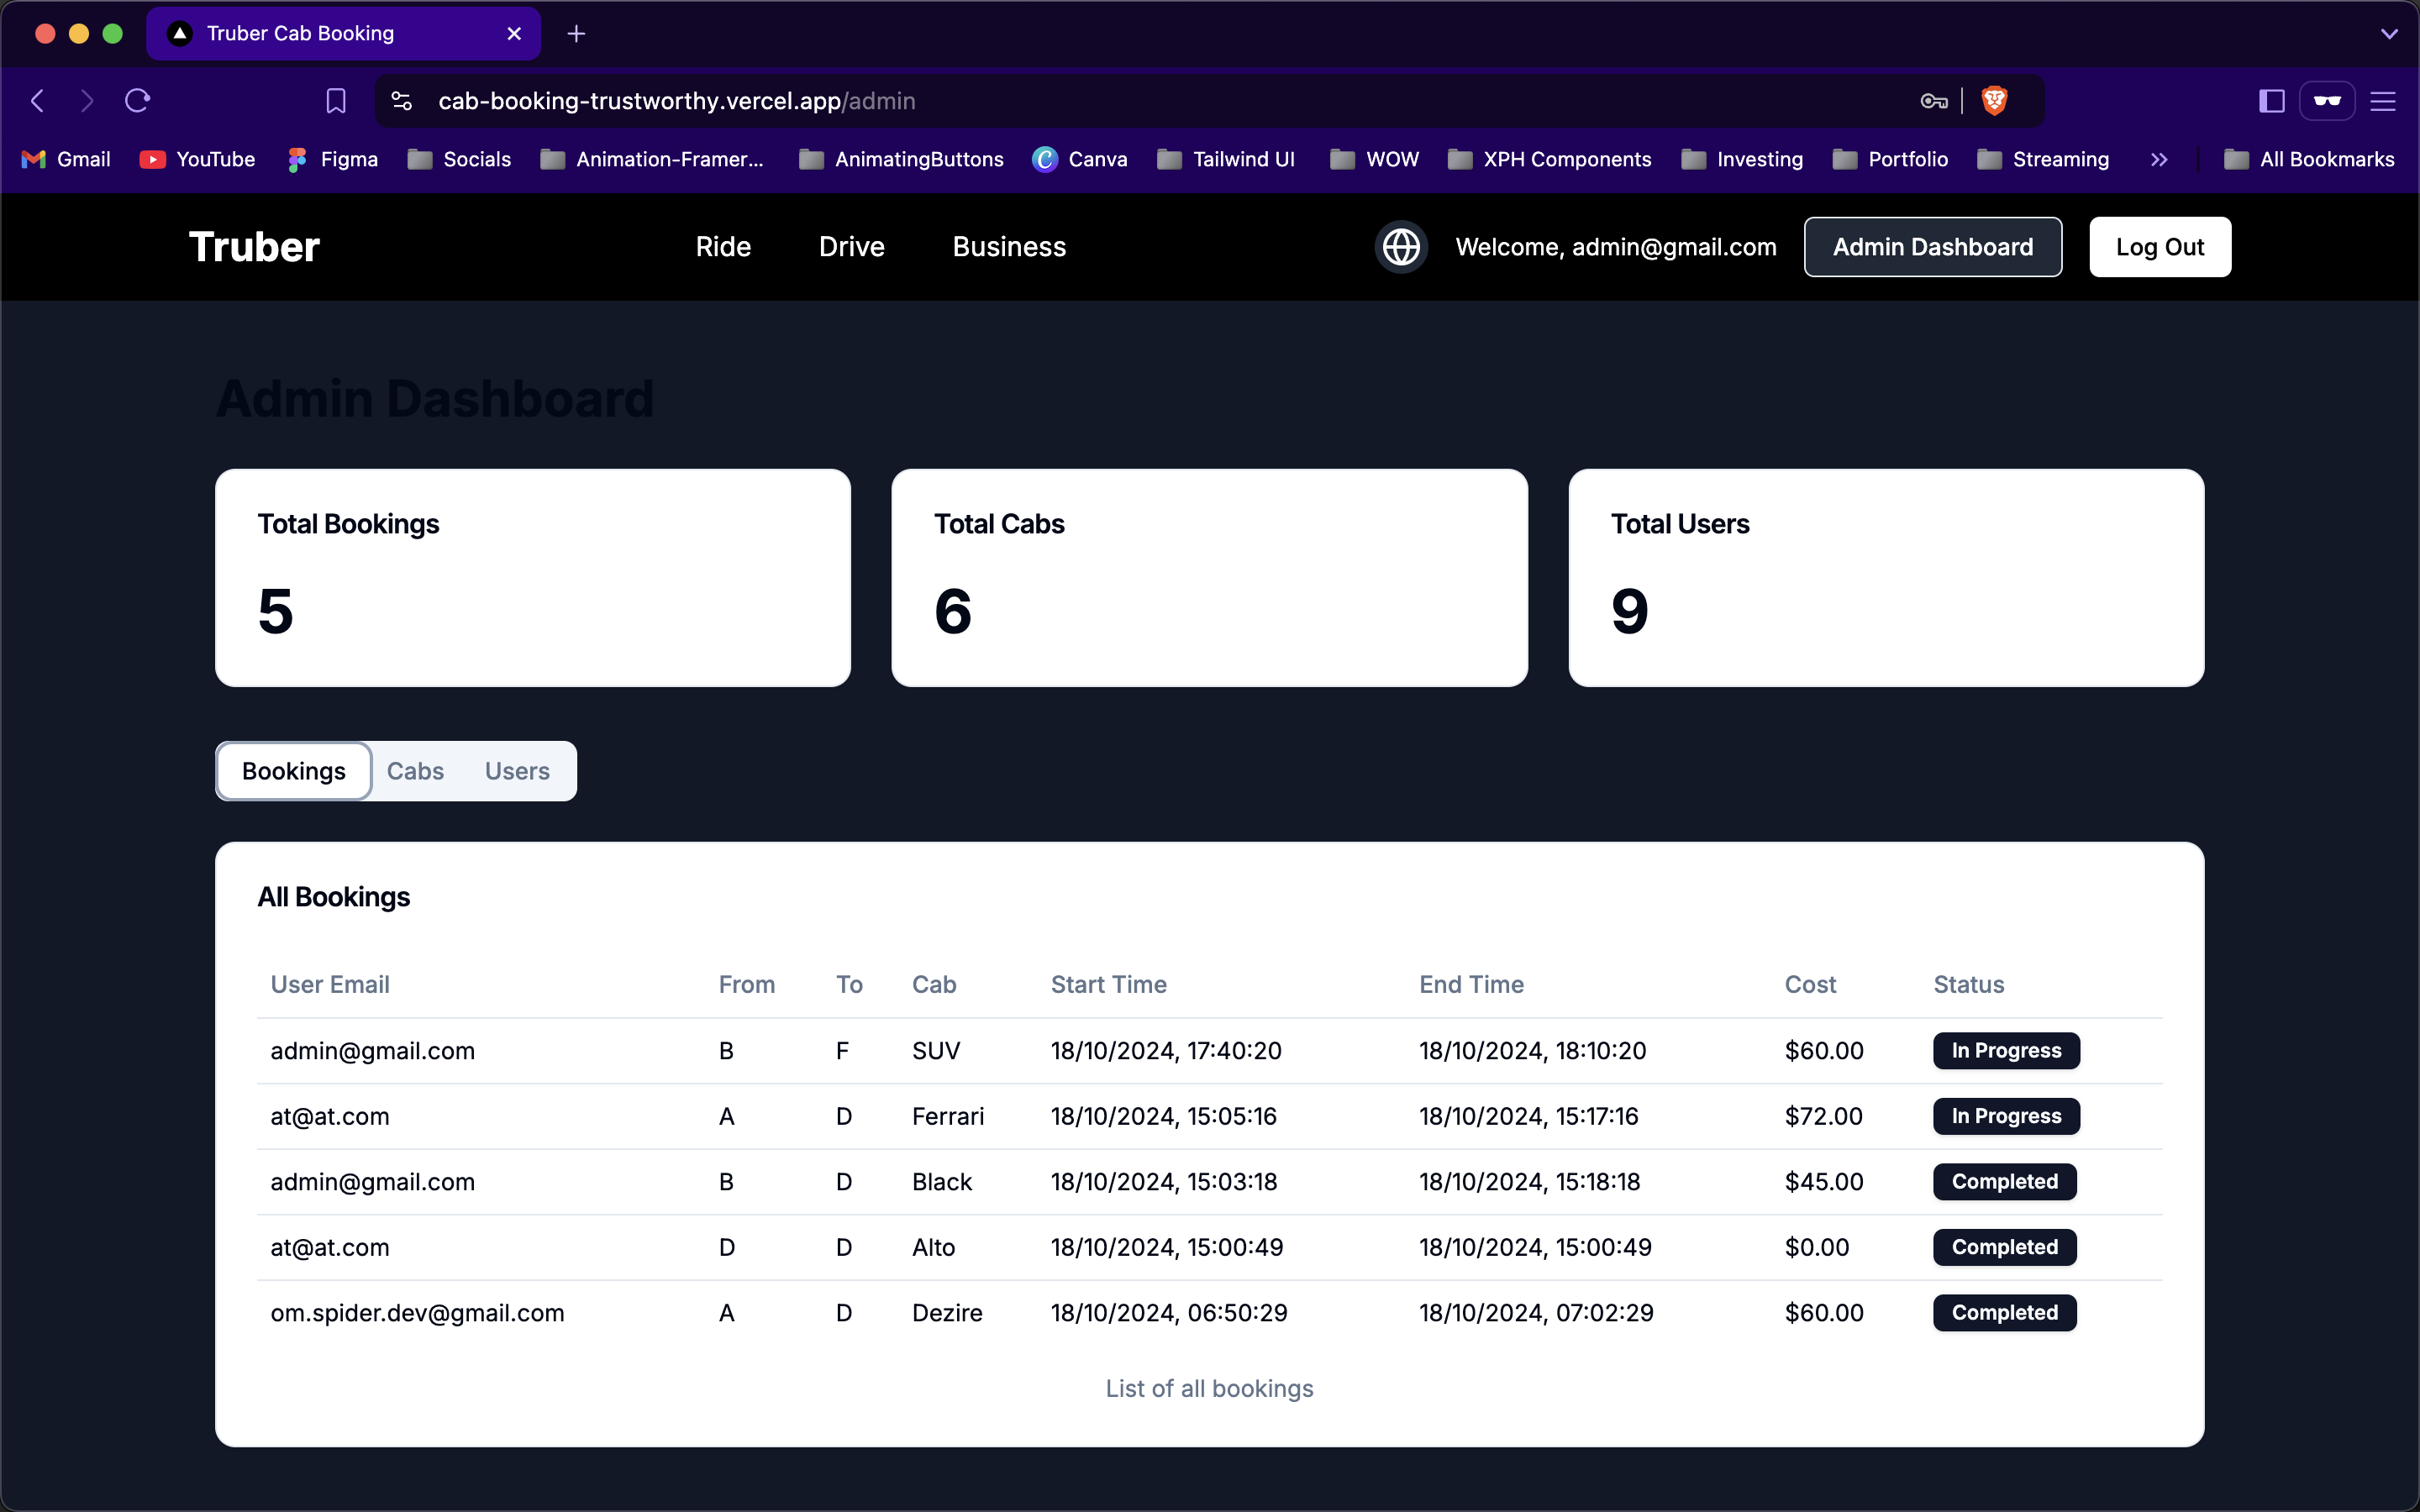 Truber Cab Booking
cab-booking-trustworthy.vercel.app/admin
Gmail YouTube Figma Socials Animation-Framer... AnimatingButtons Canva Tailwind UI WOW XPH Components Investing Portfolio Streaming All Bookmarks
Truber Ride Drive Business Welcome, admin@gmail.com Admin Dashboard Log Out
Admin Dashboard
Total Bookings Total Cabs Total Users
5 6 9
Bookings Cabs Users
All Bookings
User Email From To Cab Start Time End Time Cost Status
admin@gmail.com B F SUV 18/10/2024, 17:40:20 18/10/2024, 18:10:20 $60.00 In Progress
at@at.com A D Ferrari 18/10/2024, 15:05:16 18/10/2024, 15:17:16 $72.00 In Progress
admin@gmail.com B D Black 18/10/2024, 15:03:18 18/10/2024, 15:18:18 $45.00 Completed
at@at.com D D Alto 18/10/2024, 15:00:49 18/10/2024, 15:00:49 $0.00 Completed
om.spider.dev@gmail.com A D Dezire 18/10/2024, 06:50:29 18/10/2024, 07:02:29 $60.00 Completed
List of all bookings